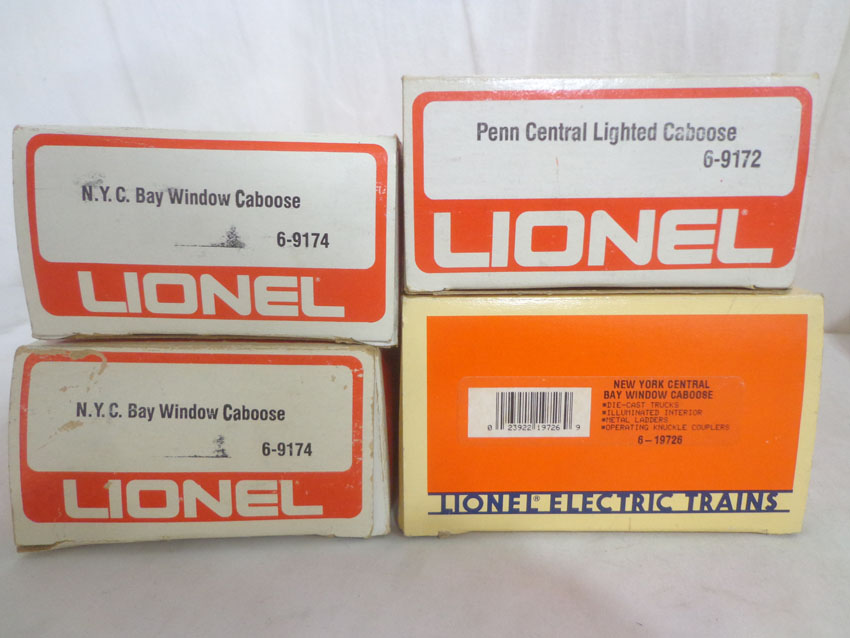 N.Y.C. Bay Window Caboose
6-9174
LIONEL
Penn Central Lighted Caboose
6-9172
LIONEL®
N.Y.C. Bay Window Caboose
6-9174
LIONEL
NEW YORK CENTRAL
BAY WINDOW CABOOSE
*DIE-CAST TRUCKS
*ILLUMINATED INTERIOR
*METAL LADDERS
*OPERATING KNUCKLE COUPLERS
6-19726
0 23922 19726 9
LIONEL® ELECTRIC TRAINS